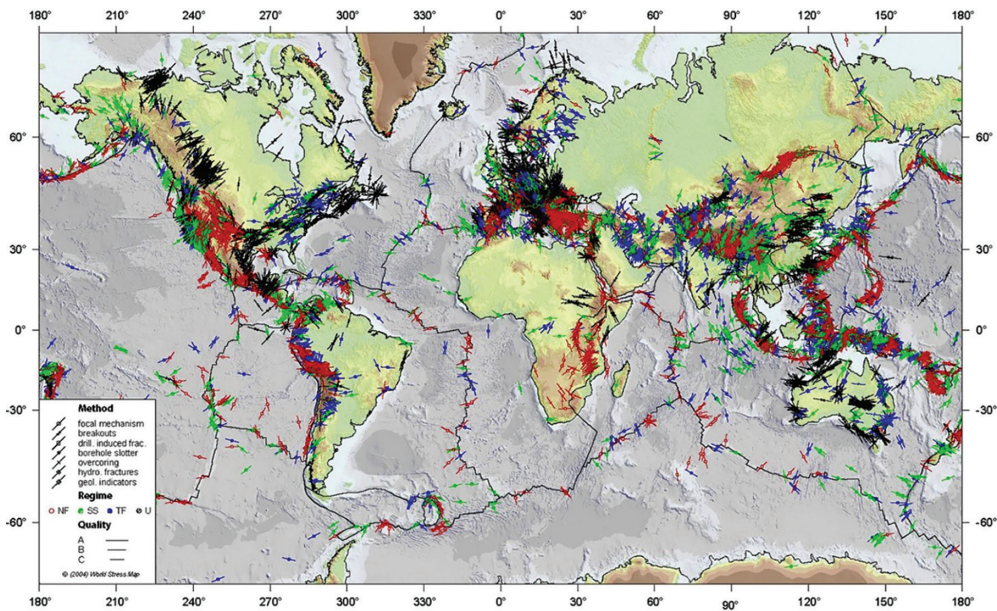 180° 210° 240° 270° 300° 330° 0° 30° 60° 90° 120° 150° 180°
60° 60°
30° 30°
0° 0°
-30° -30°
-60° -60°
Method
focal mechanism
breakouts
drill. induced frac.
borehole slotter
overcoring
hydro. fractures
geol. indicators
Regime
NF SS TF U
Quality
A
B
C
© (2004) World Stress Map
180° 210° 240° 270° 300° 330° 0° 30° 60° 90° 120° 150° 180°